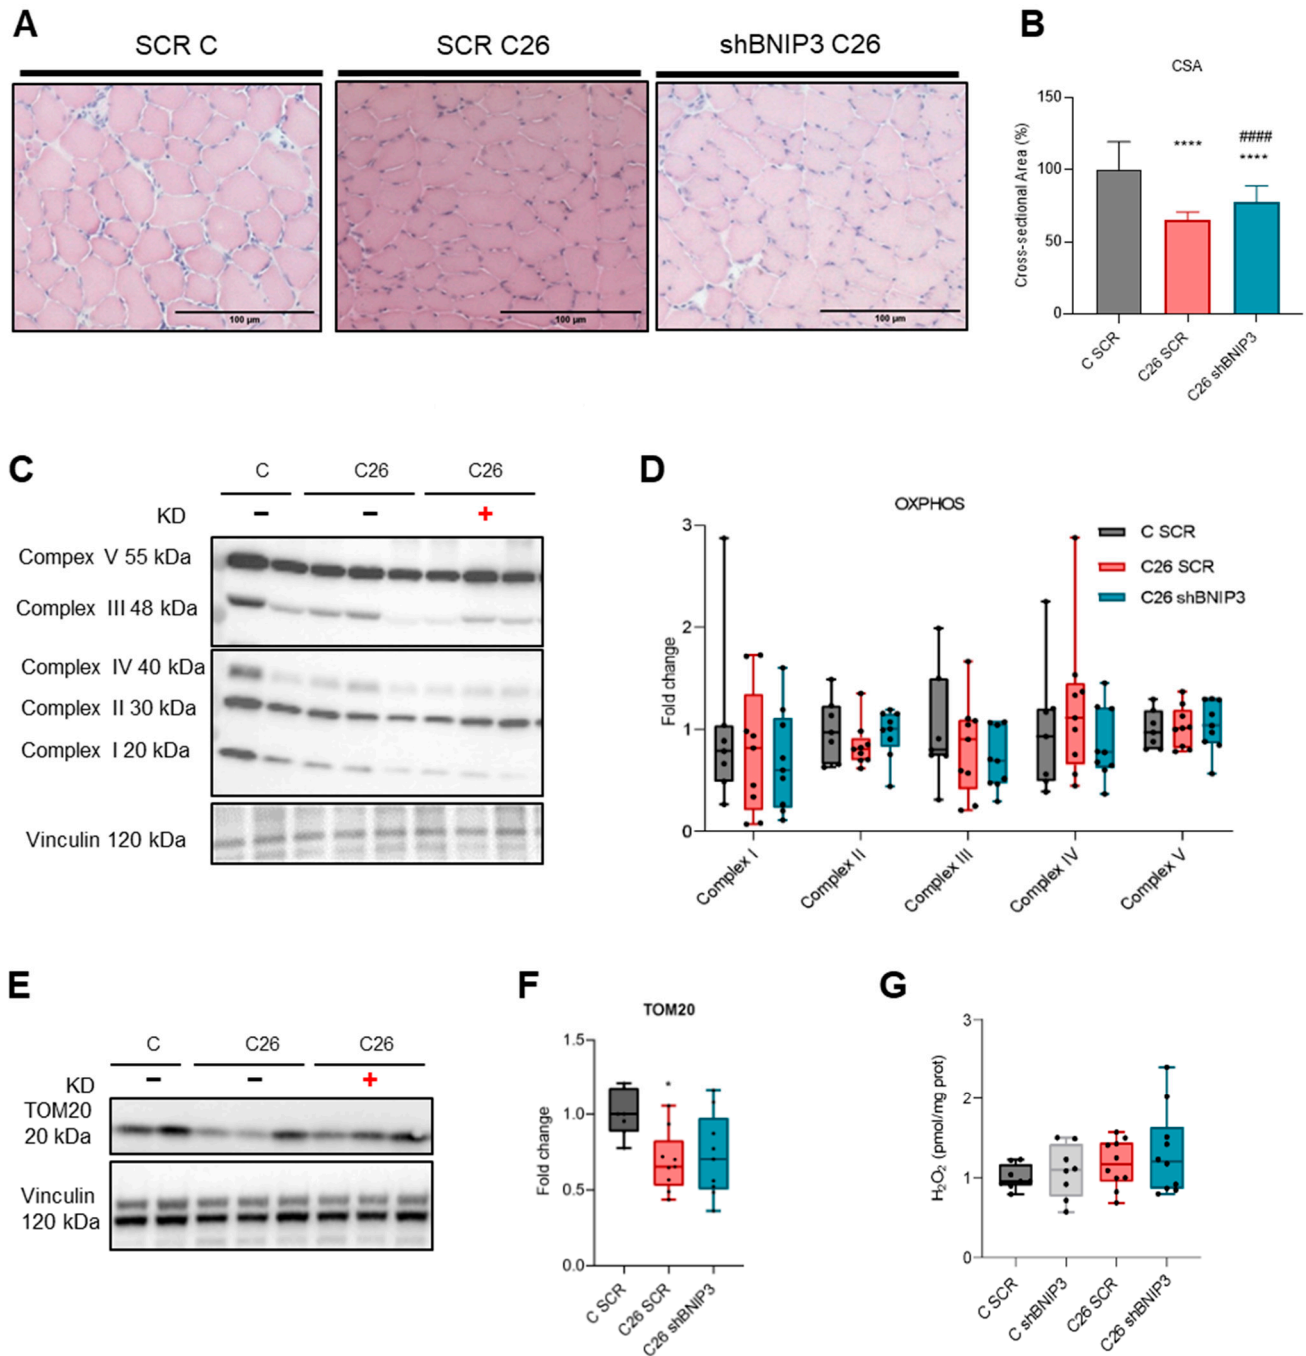 A
SCR C
SCR C26
shBNIP3 C26
100 µm
100 µm
100 µm
B
CSA
Cross-sectional Area (%)
150
100
50
0
****
####
****
C SCR
C26 SCR
C26 shBNIP3
C
C C26 C26
KD - - +
Compex V 55 kDa
Complex III 48 kDa
Complex IV 40 kDa
Complex II 30 kDa
Complex I 20 kDa
Vinculin 120 kDa
D
OXPHOS
Fold change
3
2
1
0
C SCR
C26 SCR
C26 shBNIP3
Complex I
Complex II
Complex III
Complex IV
Complex V
E
C C26 C26
KD - - +
TOM20
20 kDa
Vinculin
120 kDa
F
TOM20
Fold change
1.5
1.0
0.5
0.0
*
C SCR
C26 SCR
C26 shBNIP3
G
H₂O₂ (pmol/mg prot)
3
2
1
0
C SCR
C shBNIP3
C26 SCR
C26 shBNIP3